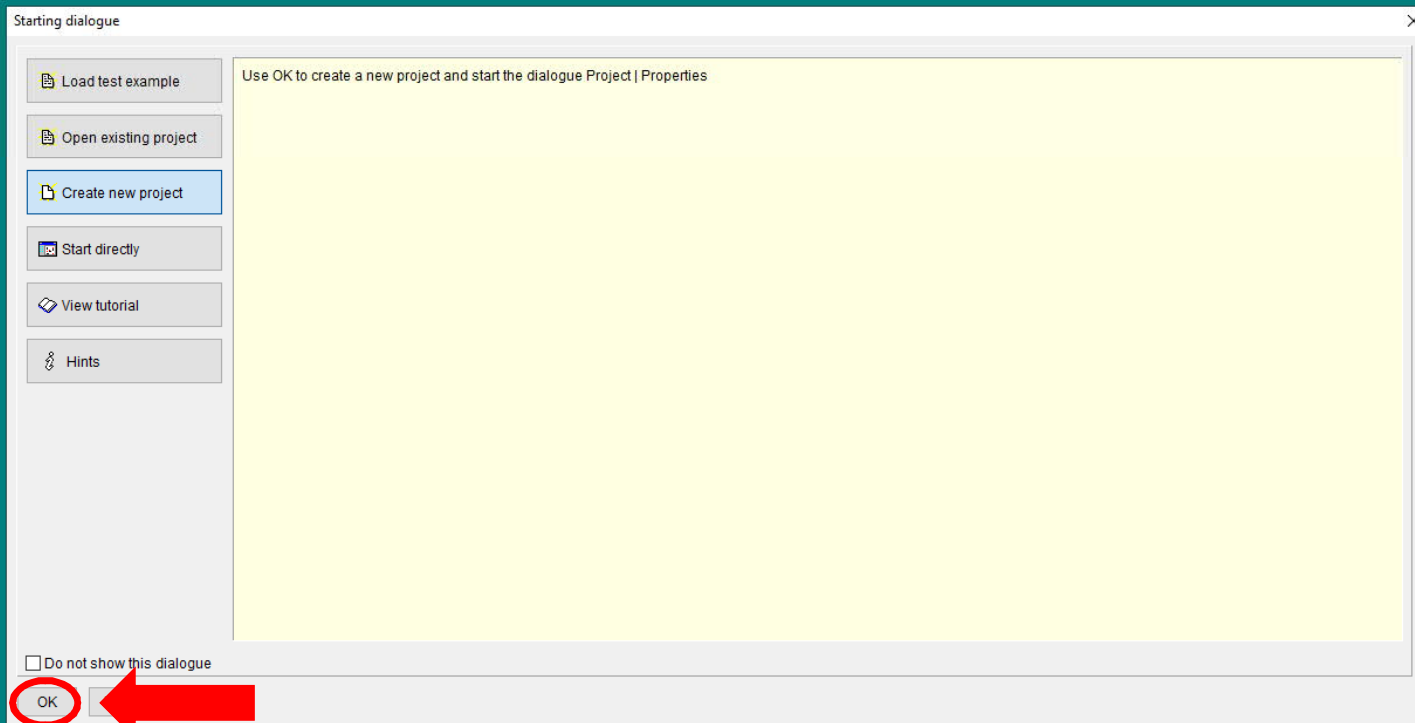 Starting dialogue
Load test example
Use OK to create a new project and start the dialogue Project | Properties
Open existing project
Create new project
Start directly
View tutorial
Hints
Do not show this dialogue
OK